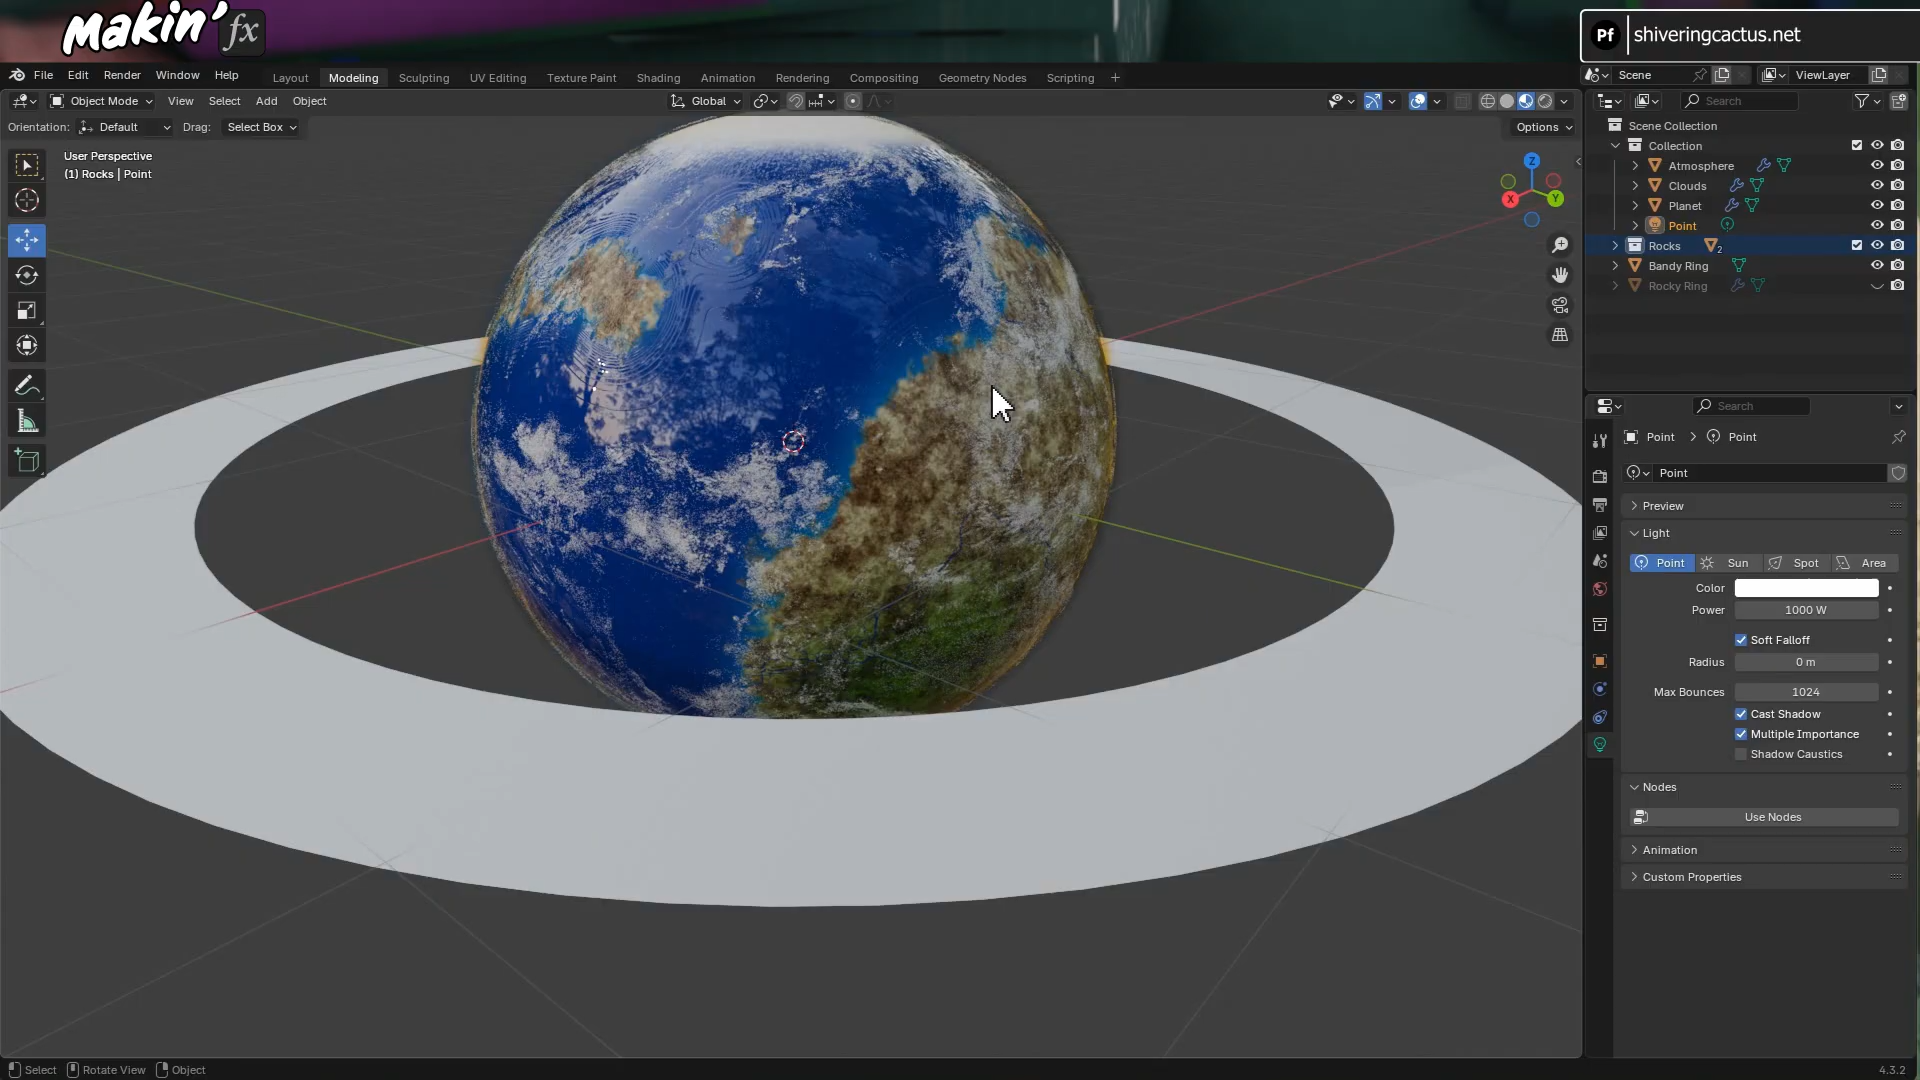 makin' fx
Pf shiveringcactus.net
File Edit Render Window Help
Layout Modeling Sculpting UV Editing Texture Paint Shading Animation Rendering Compositing Geometry Nodes Scripting +
Scene ViewLayer
Object Mode View Select Add Object
Global
Search
Orientation: Default Drag: Select Box
Options
User Perspective
(1) Rocks | Point
Z
X
Y
Scene Collection
Collection
Atmosphere
Clouds
Planet
Point
Rocks 2
Bandy Ring
Rocky Ring
Search
Point > Point
Point
Preview
Light
Point Sun Spot Area
Color
Power 1000 W
Soft Falloff
Radius 0 m
Max Bounces 1024
Cast Shadow
Multiple Importance
Shadow Caustics
Nodes
Use Nodes
Animation
Custom Properties
Select Rotate View Object
4.3.2